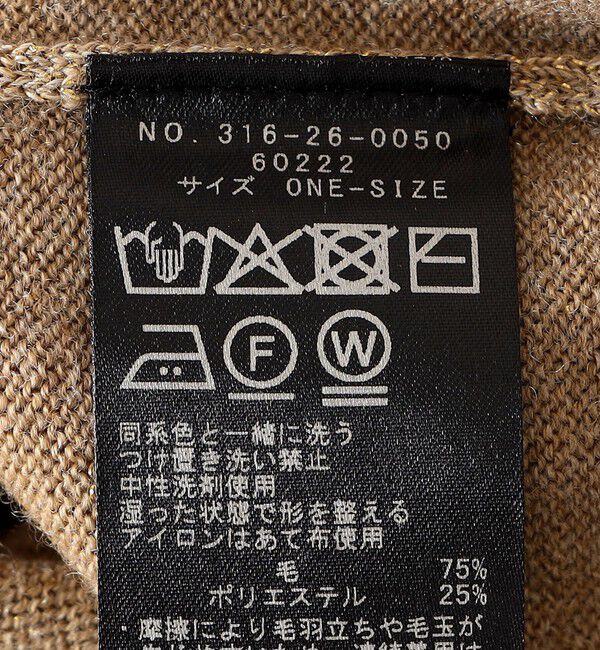 NO. 316-26-0050
60222
サイズ ONE-SIZE
F W
同系色と一緒に洗う
つけ置き洗い禁止
中性洗剤使用
湿った状態で形を整える
アイロンはあて布使用
毛 75%
ポリエステル 25%
・摩擦により毛羽立ちや毛玉が